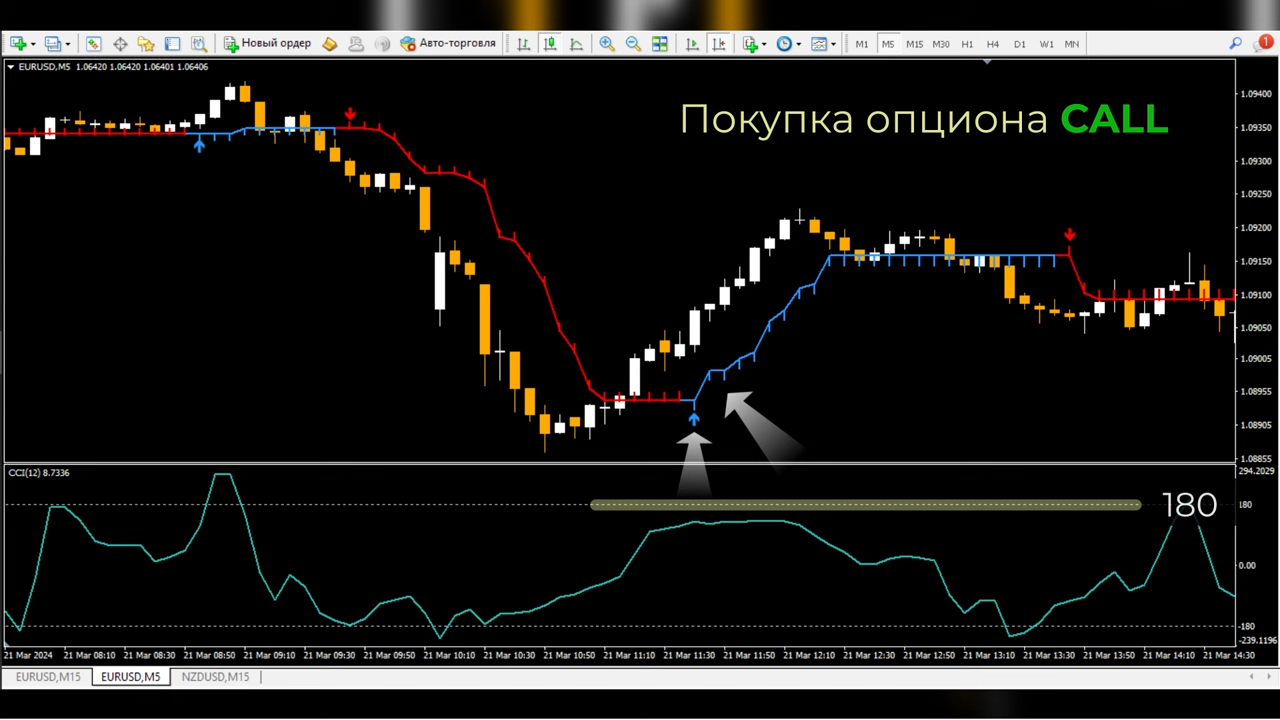 Новый ордер
Авто-торговля
M1 M5 M15 M30 H1 H4 D1 W1 MN
1
EURUSD,M5 1.06420 1.06420 1.06401 1.06406
Покупка опциона CALL
1.09400
1.09350
1.09300
1.09250
1.09200
1.09150
1.09100
1.09050
1.09005
1.08955
1.08905
1.08855
CCI(12) 8.7336
294.2029
180
180
0.00
-180
-239.1196
21 Mar 2024
21 Mar 08:10
21 Mar 08:30
21 Mar 08:50
21 Mar 09:10
21 Mar 09:30
21 Mar 09:50
21 Mar 10:10
21 Mar 10:30
21 Mar 10:50
21 Mar 11:10
21 Mar 11:30
21 Mar 11:50
21 Mar 12:10
21 Mar 12:30
21 Mar 12:50
21 Mar 13:10
21 Mar 13:30
21 Mar 13:50
21 Mar 14:10
21 Mar 14:30
EURUSD,M15
EURUSD,M5
NZDUSD,M15